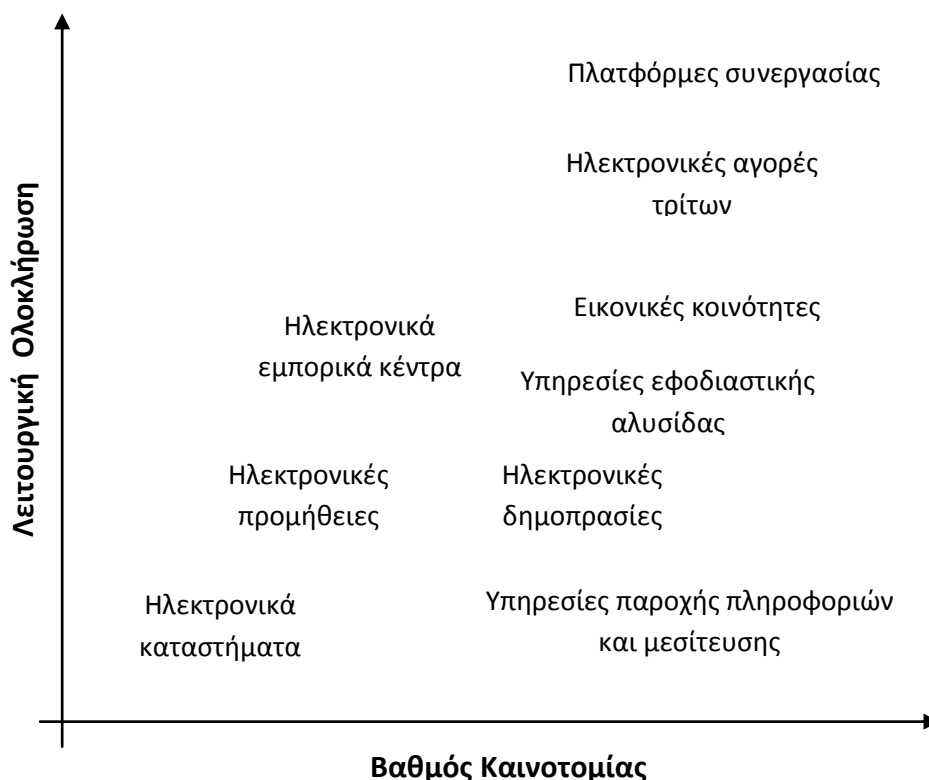 Πλατφόρμες συνεργασίας
Ηλεκτρονικές αγορές
τρίτων
Λειτουργική Ολοκλήρωση
Εικονικές κοινότητες
Ηλεκτρονικά
εμπορικά κέντρα
Υπηρεσίες εφοδιαστικής
αλυσίδας
Ηλεκτρονικές
προμήθειες
Ηλεκτρονικές
δημοπρασίες
Ηλεκτρονικά
καταστήματα
Υπηρεσίες παροχής πληροφοριών
και μεσίτευσης
Βαθμός Καινοτομίας